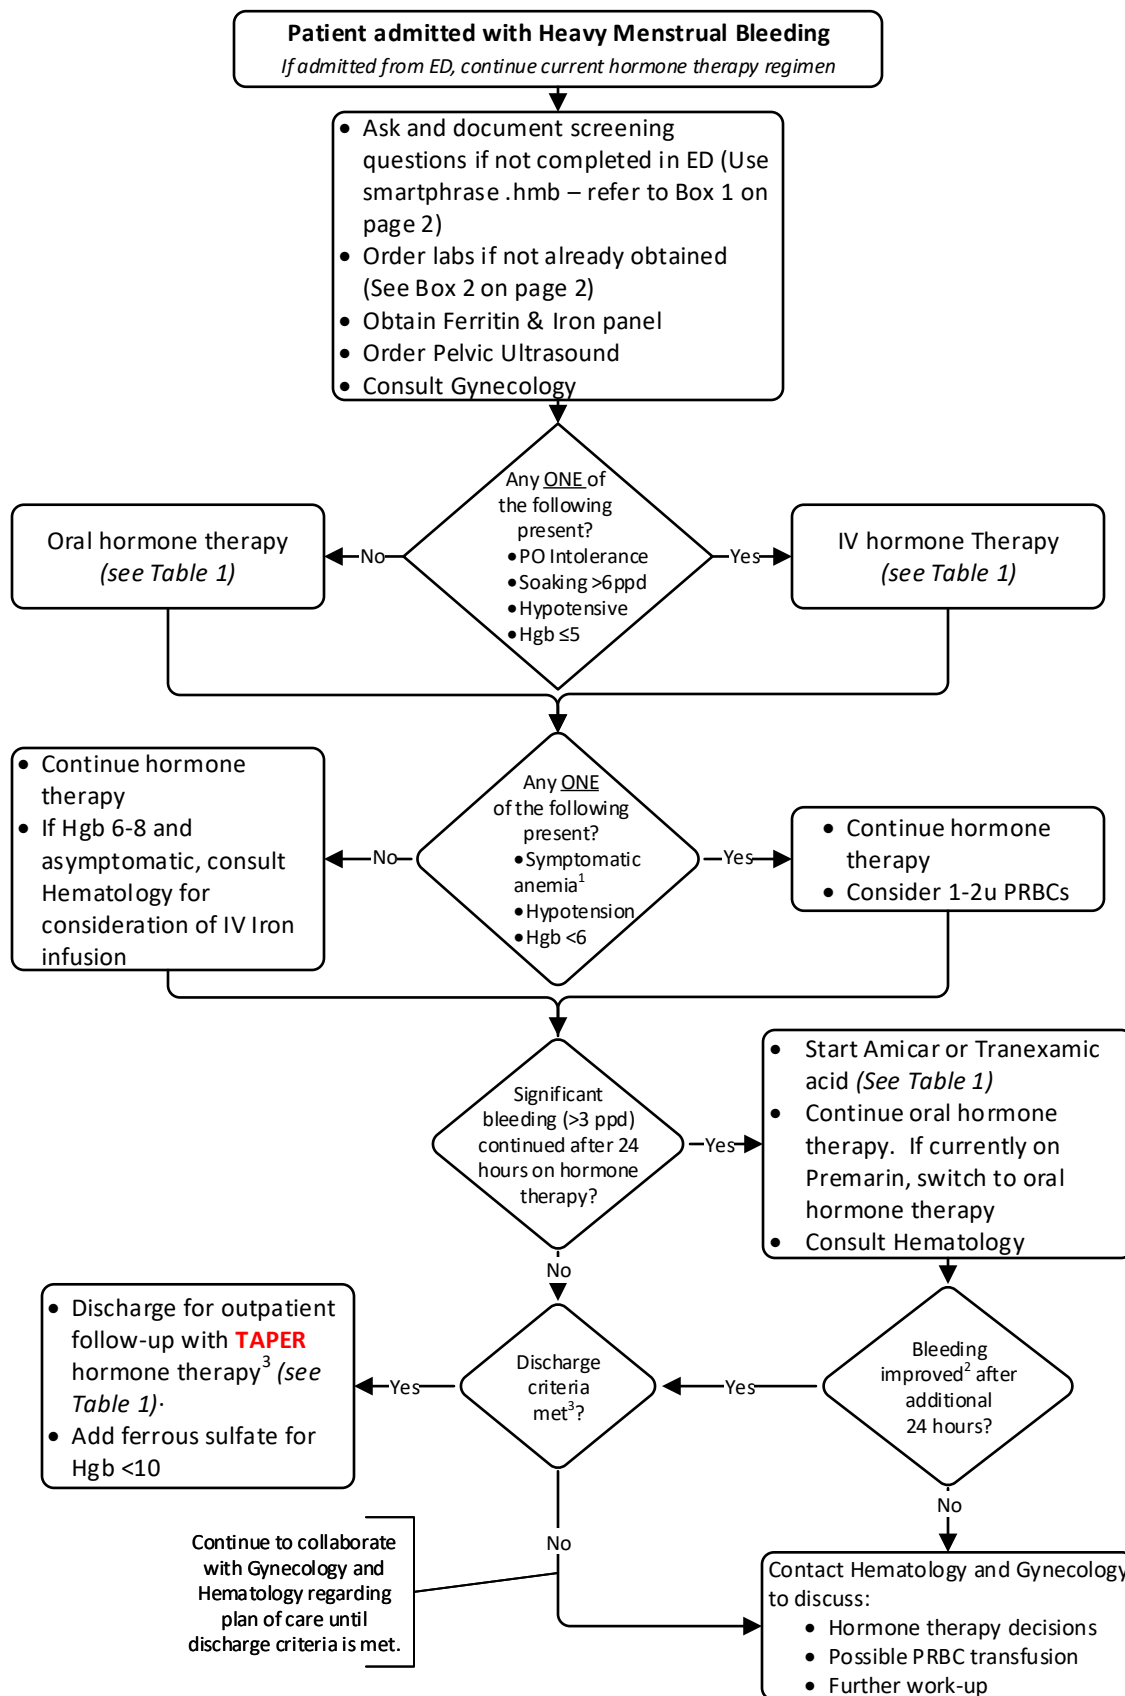 Patient admitted with Heavy Menstrual Bleeding
If admitted from ED, continue current hormone therapy regimen
• Ask and document screening
questions if not completed in ED (Use
smartphrase .hmb – refer to Box 1 on
page 2)
• Order labs if not already obtained
(See Box 2 on page 2)
• Obtain Ferritin & Iron panel
• Order Pelvic Ultrasound
• Consult Gynecology
Any ONE of
the following
present?
• PO Intolerance
• Soaking >6ppd
• Hypotensive
• Hgb ≤5
No
Yes
Oral hormone therapy
(see Table 1)
IV hormone Therapy
(see Table 1)
Any ONE
of the following
present?
• Symptomatic
anemia¹
• Hypotension
• Hgb <6
No
Yes
• Continue hormone
therapy
• If Hgb 6-8 and
asymptomatic, consult
Hematology for
consideration of IV Iron
infusion
• Continue hormone
therapy
• Consider 1-2u PRBCs
Significant
bleeding (>3 ppd)
continued after 24
hours on hormone
therapy?
Yes
No
• Start Amicar or Tranexamic
acid (See Table 1)
• Continue oral hormone
therapy. If currently on
Premarin, switch to oral
hormone therapy
• Consult Hematology
Bleeding
improved² after
additional
24 hours?
Yes
No
Discharge
criteria
met³?
Yes
No
• Discharge for outpatient
follow-up with TAPER
hormone therapy³ (see
Table 1)·
• Add ferrous sulfate for
Hgb <10
Continue to collaborate
with Gynecology and
Hematology regarding
plan of care until
discharge criteria is met.
Contact Hematology and Gynecology
to discuss:
• Hormone therapy decisions
• Possible PRBC transfusion
• Further work-up